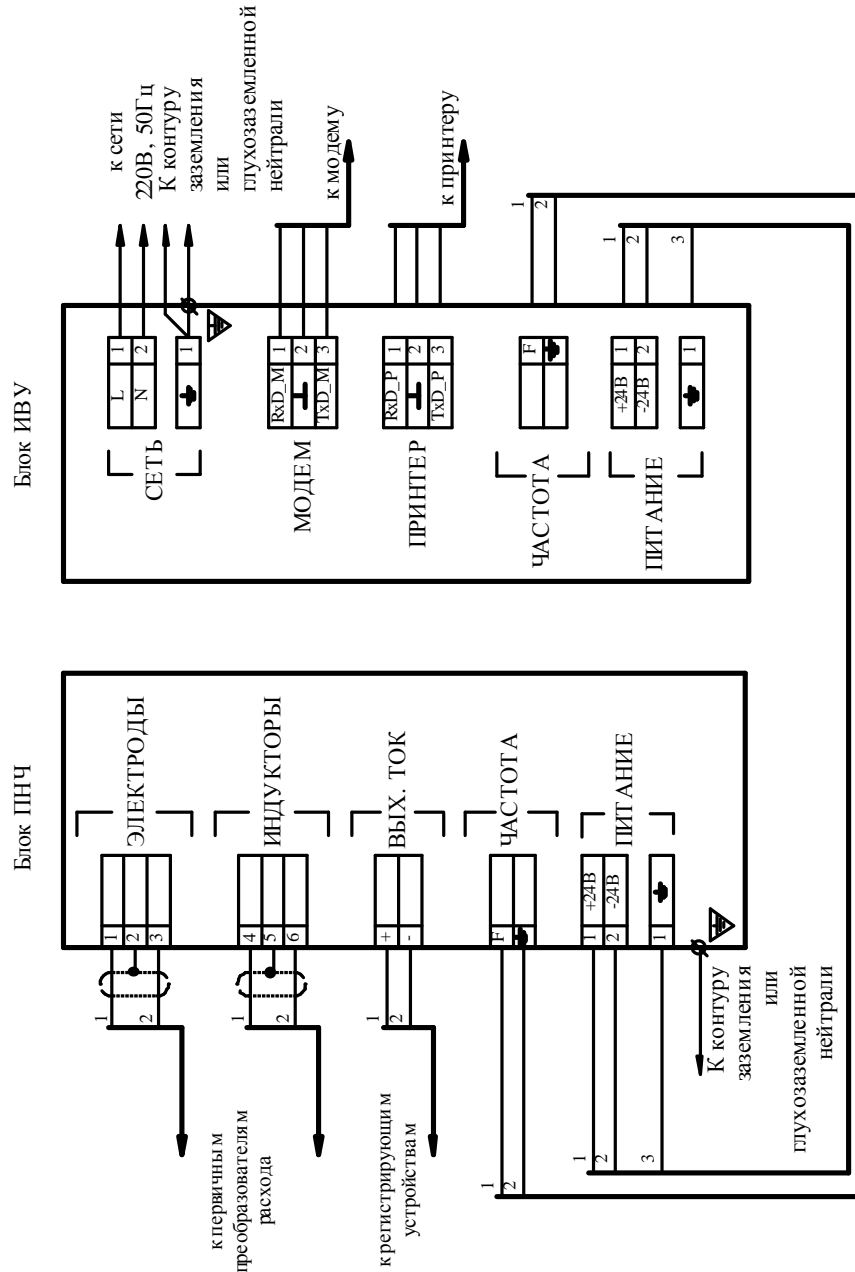 Блок ИВУ
L
1
N
2
1
СЕТЬ
к сети
220В, 50Гц
К контуру
заземления
или
глухозаземленной
нейтрали
RxD_M
1
2
TxD_M
3
МОДЕМ
к модему
RxD_P
1
2
TxD_P
3
ПРИНТЕР
к принтеру
F
ЧАСТОТА
1
2
+24В
1
-24В
2
1
ПИТАНИЕ
1
2
3
Блок ПНЧ
1
2
3
ЭЛЕКТРОДЫ
1
2
4
5
6
ИНДУКТОРЫ
1
2
к первичным
преобразователям
расхода
+
-
ВЫХ. ТОК
1
2
к регистрирующим
устройствам
F
ЧАСТОТА
1
2
1
+24В
2
-24В
1
ПИТАНИЕ
1
2
3
К контуру
заземления
или
глухозаземленной
нейтрали